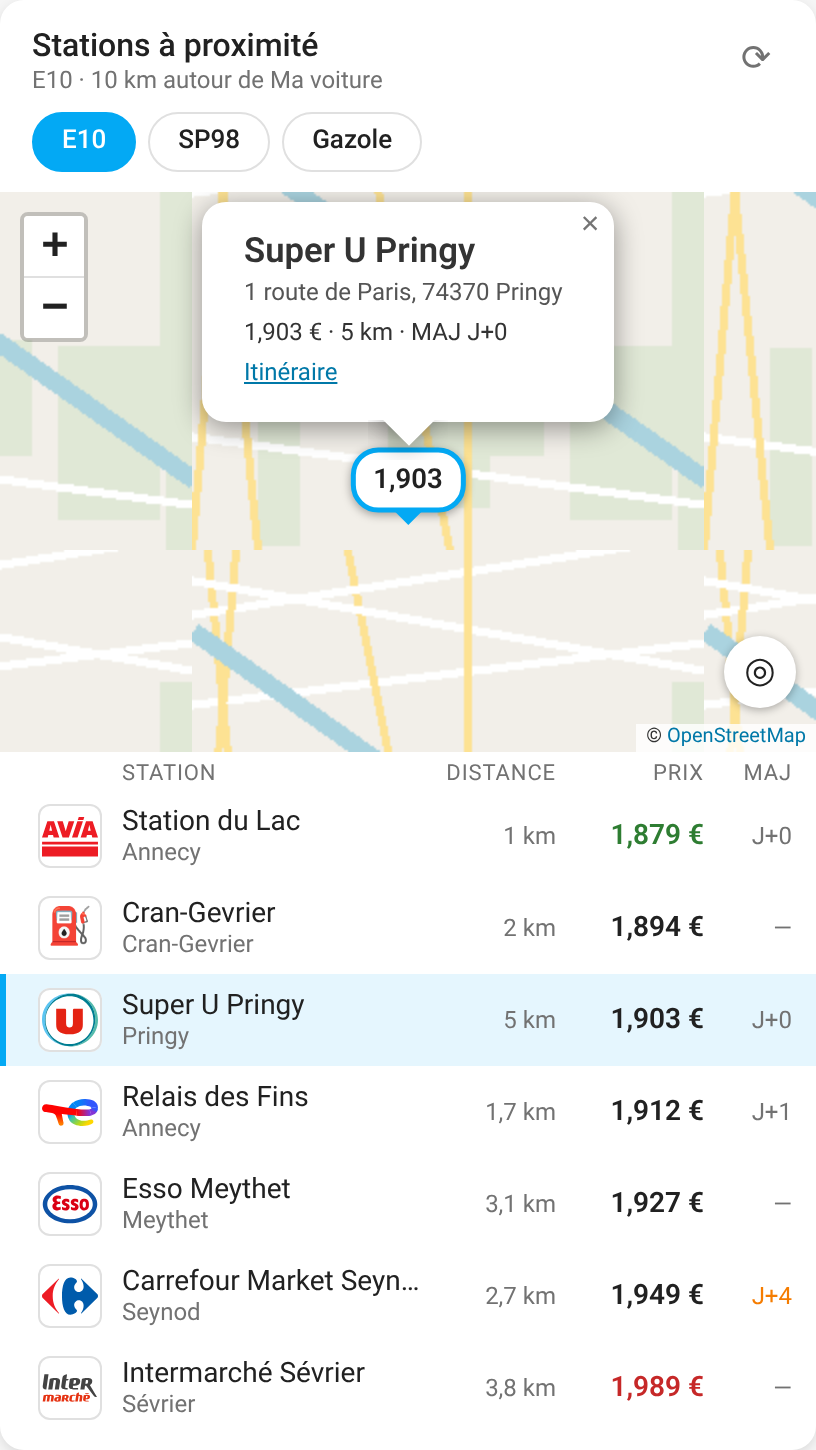 Stations à proximité
E10 · 10 km autour de Ma voiture
⟳
E10 SP98 Gazole
+
−
×
Super U Pringy
1 route de Paris, 74370 Pringy
1,903 € · 5 km · MAJ J+0
Itinéraire
1,903
© OpenStreetMap
STATION DISTANCE PRIX MAJ
AVIA
Station du Lac 1 km 1,879 € J+0
Annecy
Cran-Gevrier 2 km 1,894 € –
Cran-Gevrier
U
Super U Pringy 5 km 1,903 € J+0
Pringy
Relais des Fins 1,7 km 1,912 € J+1
Annecy
Esso
Esso Meythet 3,1 km 1,927 € –
Meythet
Carrefour Market Seyn… 2,7 km 1,949 € J+4
Seynod
Inter
marché
Intermarché Sévrier 3,8 km 1,989 € –
Sévrier